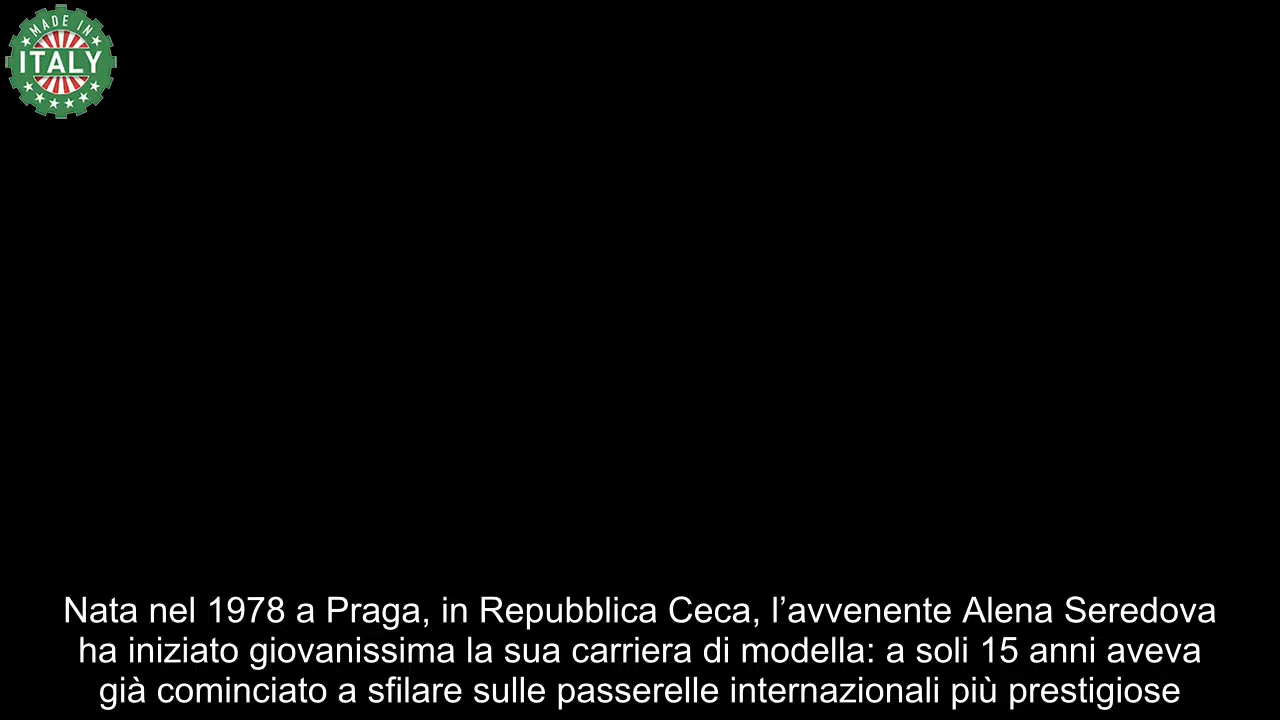 MADE IN
ITALY
Nata nel 1978 a Praga, in Repubblica Ceca, l’avvenente Alena Seredova
ha iniziato giovanissima la sua carriera di modella: a soli 15 anni aveva
già cominciato a sfilare sulle passerelle internazionali più prestigiose